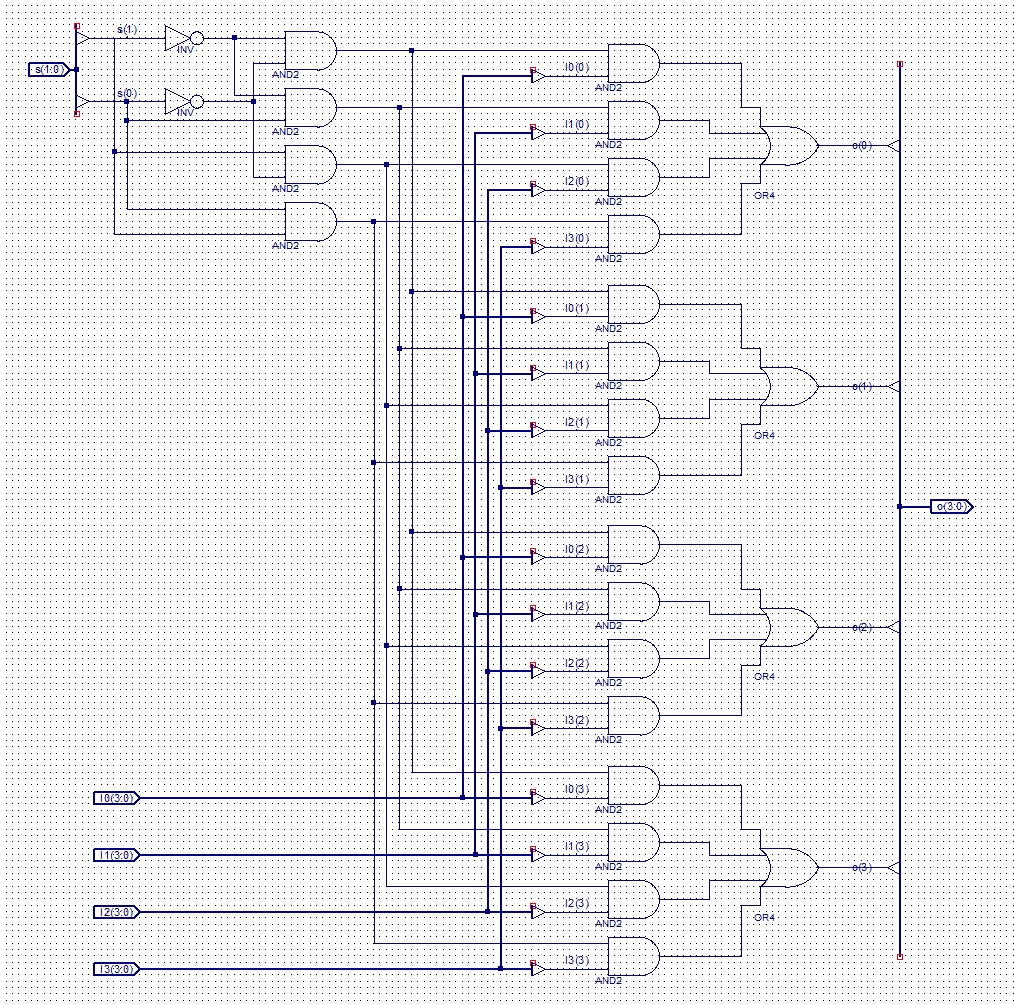 s(1)
INV
AND2
s(1:0)
I0(0)
AND2
s(0)
INV
AND2
I1(0)
AND2
o(0)
AND2
I2(0)
OR4
AND2
AND2
I3(0)
AND2
I0(1)
AND2
I1(1)
AND2
o(1)
I2(1)
OR4
AND2
I3(1)
AND2
o(3:0)
I0(2)
AND2
I1(2)
AND2
o(2)
I2(2)
OR4
AND2
I3(2)
AND2
I0(3:0)
I0(3)
AND2
I1(3:0)
I1(3)
AND2
o(3)
I2(3:0)
I2(3)
OR4
AND2
I3(3:0)
I3(3)
AND2